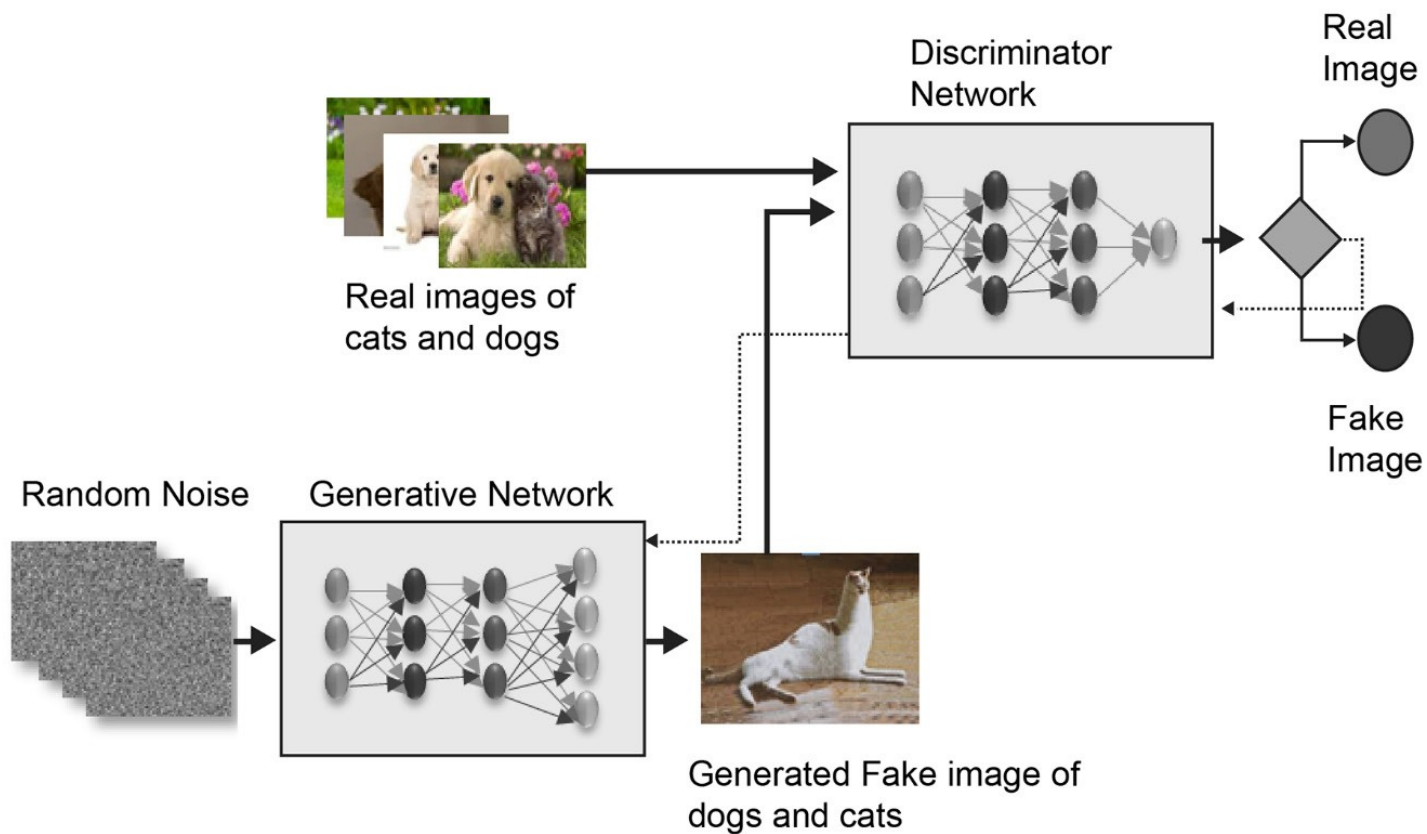 Real
Image
Discriminator
Network
Real images of
cats and dogs
Fake
Image
Random Noise
Generative Network
Generated Fake image of
dogs and cats